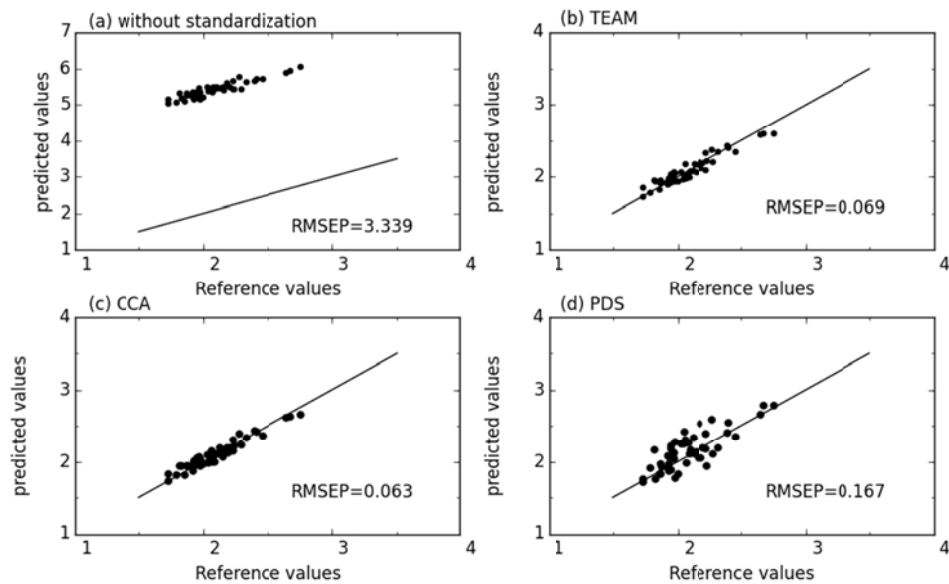 (a) without standardization
7
6
5
4
3
2
1
predicted values
RMSEP=3.339
1 2 3 4
Reference values
(b) TEAM
4
3
2
1
predicted values
RMSEP=0.069
1 2 3 4
Reference values
(c) CCA
4
3
2
1
predicted values
RMSEP=0.063
1 2 3 4
Reference values
(d) PDS
4
3
2
1
predicted values
RMSEP=0.167
1 2 3 4
Reference values